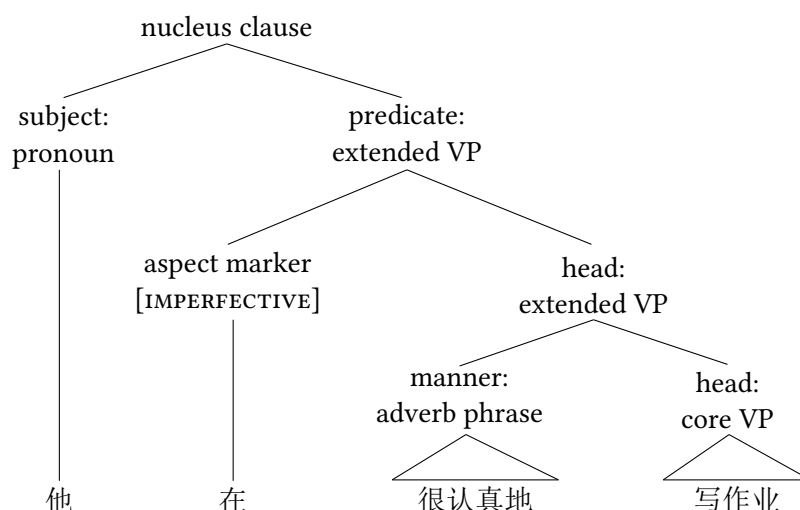 nucleus clause
subject:
pronoun
predicate:
extended VP
aspect marker
[IMPERFECTIVE]
head:
extended VP
manner:
adverb phrase
head:
core VP
他 在 很认真地 写作业